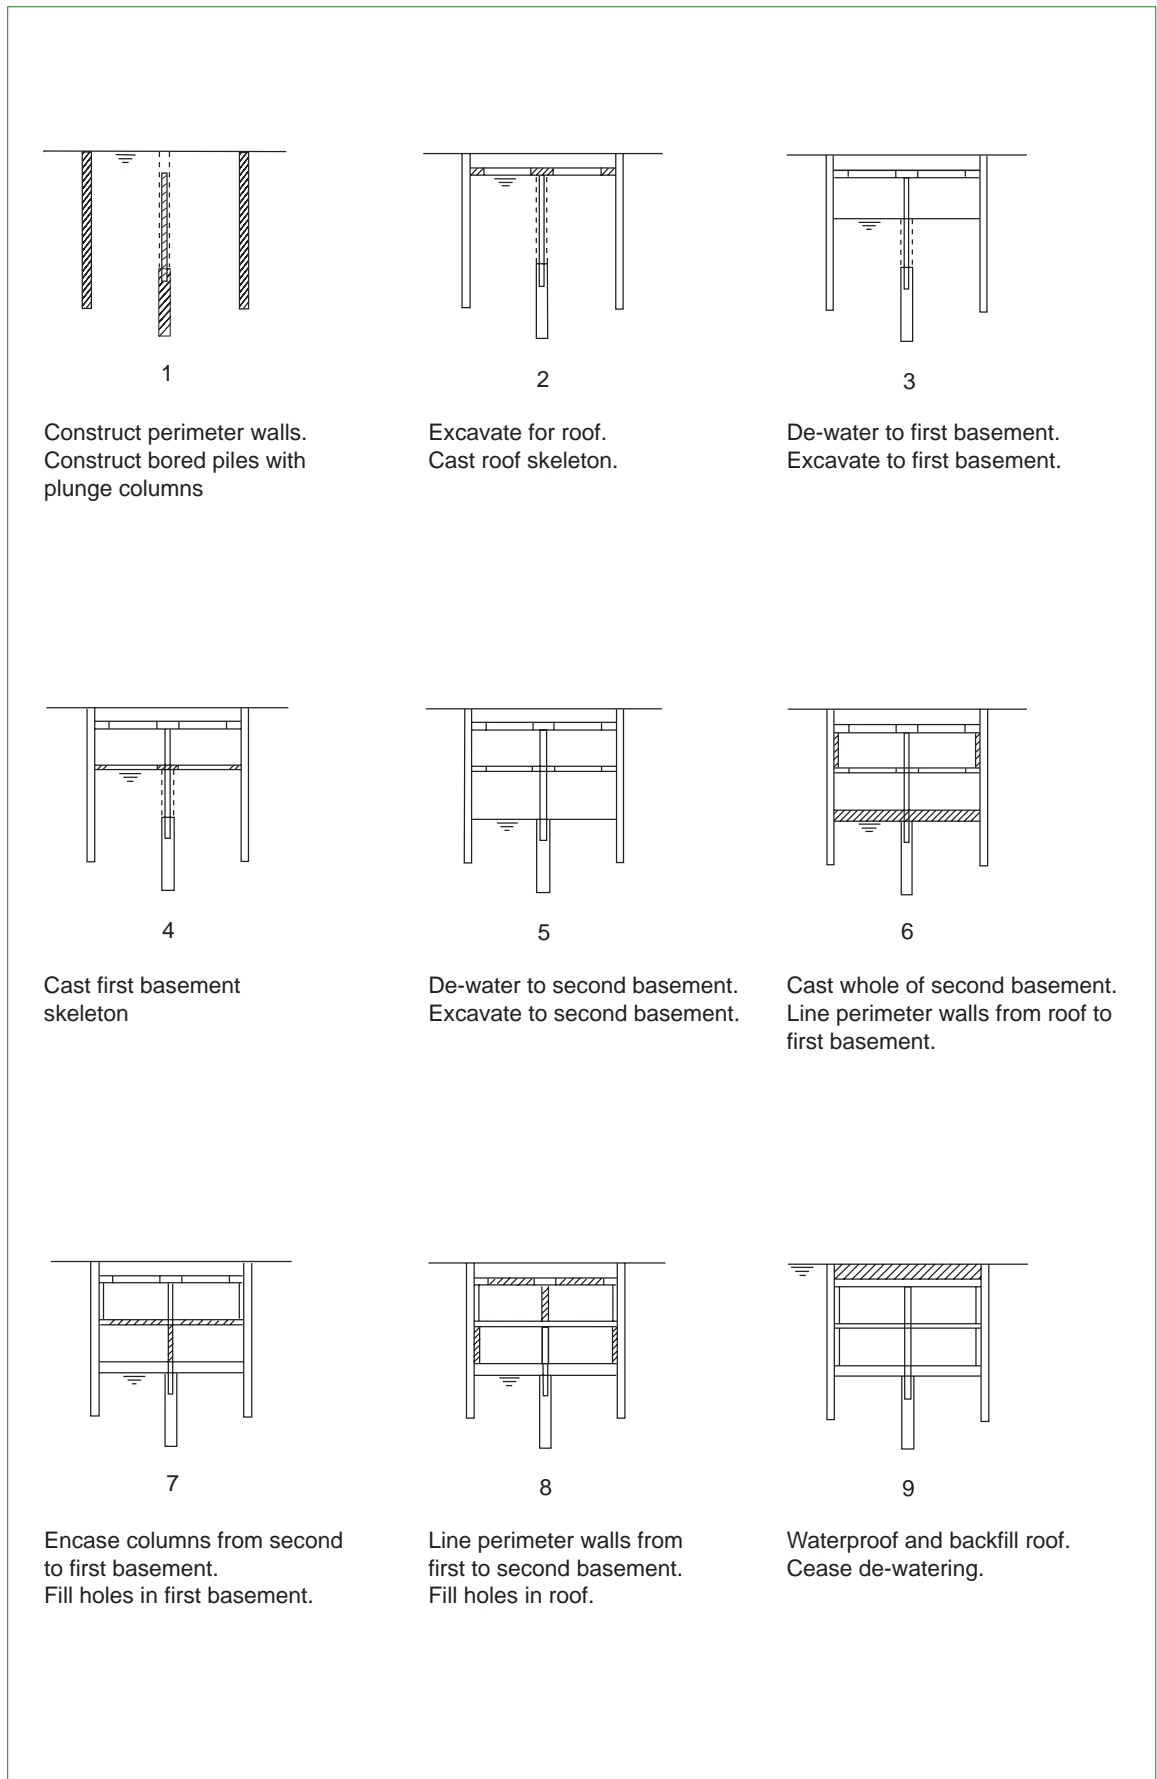 1
Construct perimeter walls.
Construct bored piles with
plunge columns
2
Excavate for roof.
Cast roof skeleton.
3
De-water to first basement.
Excavate to first basement.
4
Cast first basement
skeleton
5
De-water to second basement.
Excavate to second basement.
6
Cast whole of second basement.
Line perimeter walls from roof to
first basement.
7
Encase columns from second
to first basement.
Fill holes in first basement.
8
Line perimeter walls from
first to second basement.
Fill holes in roof.
9
Waterproof and backfill roof.
Cease de-watering.